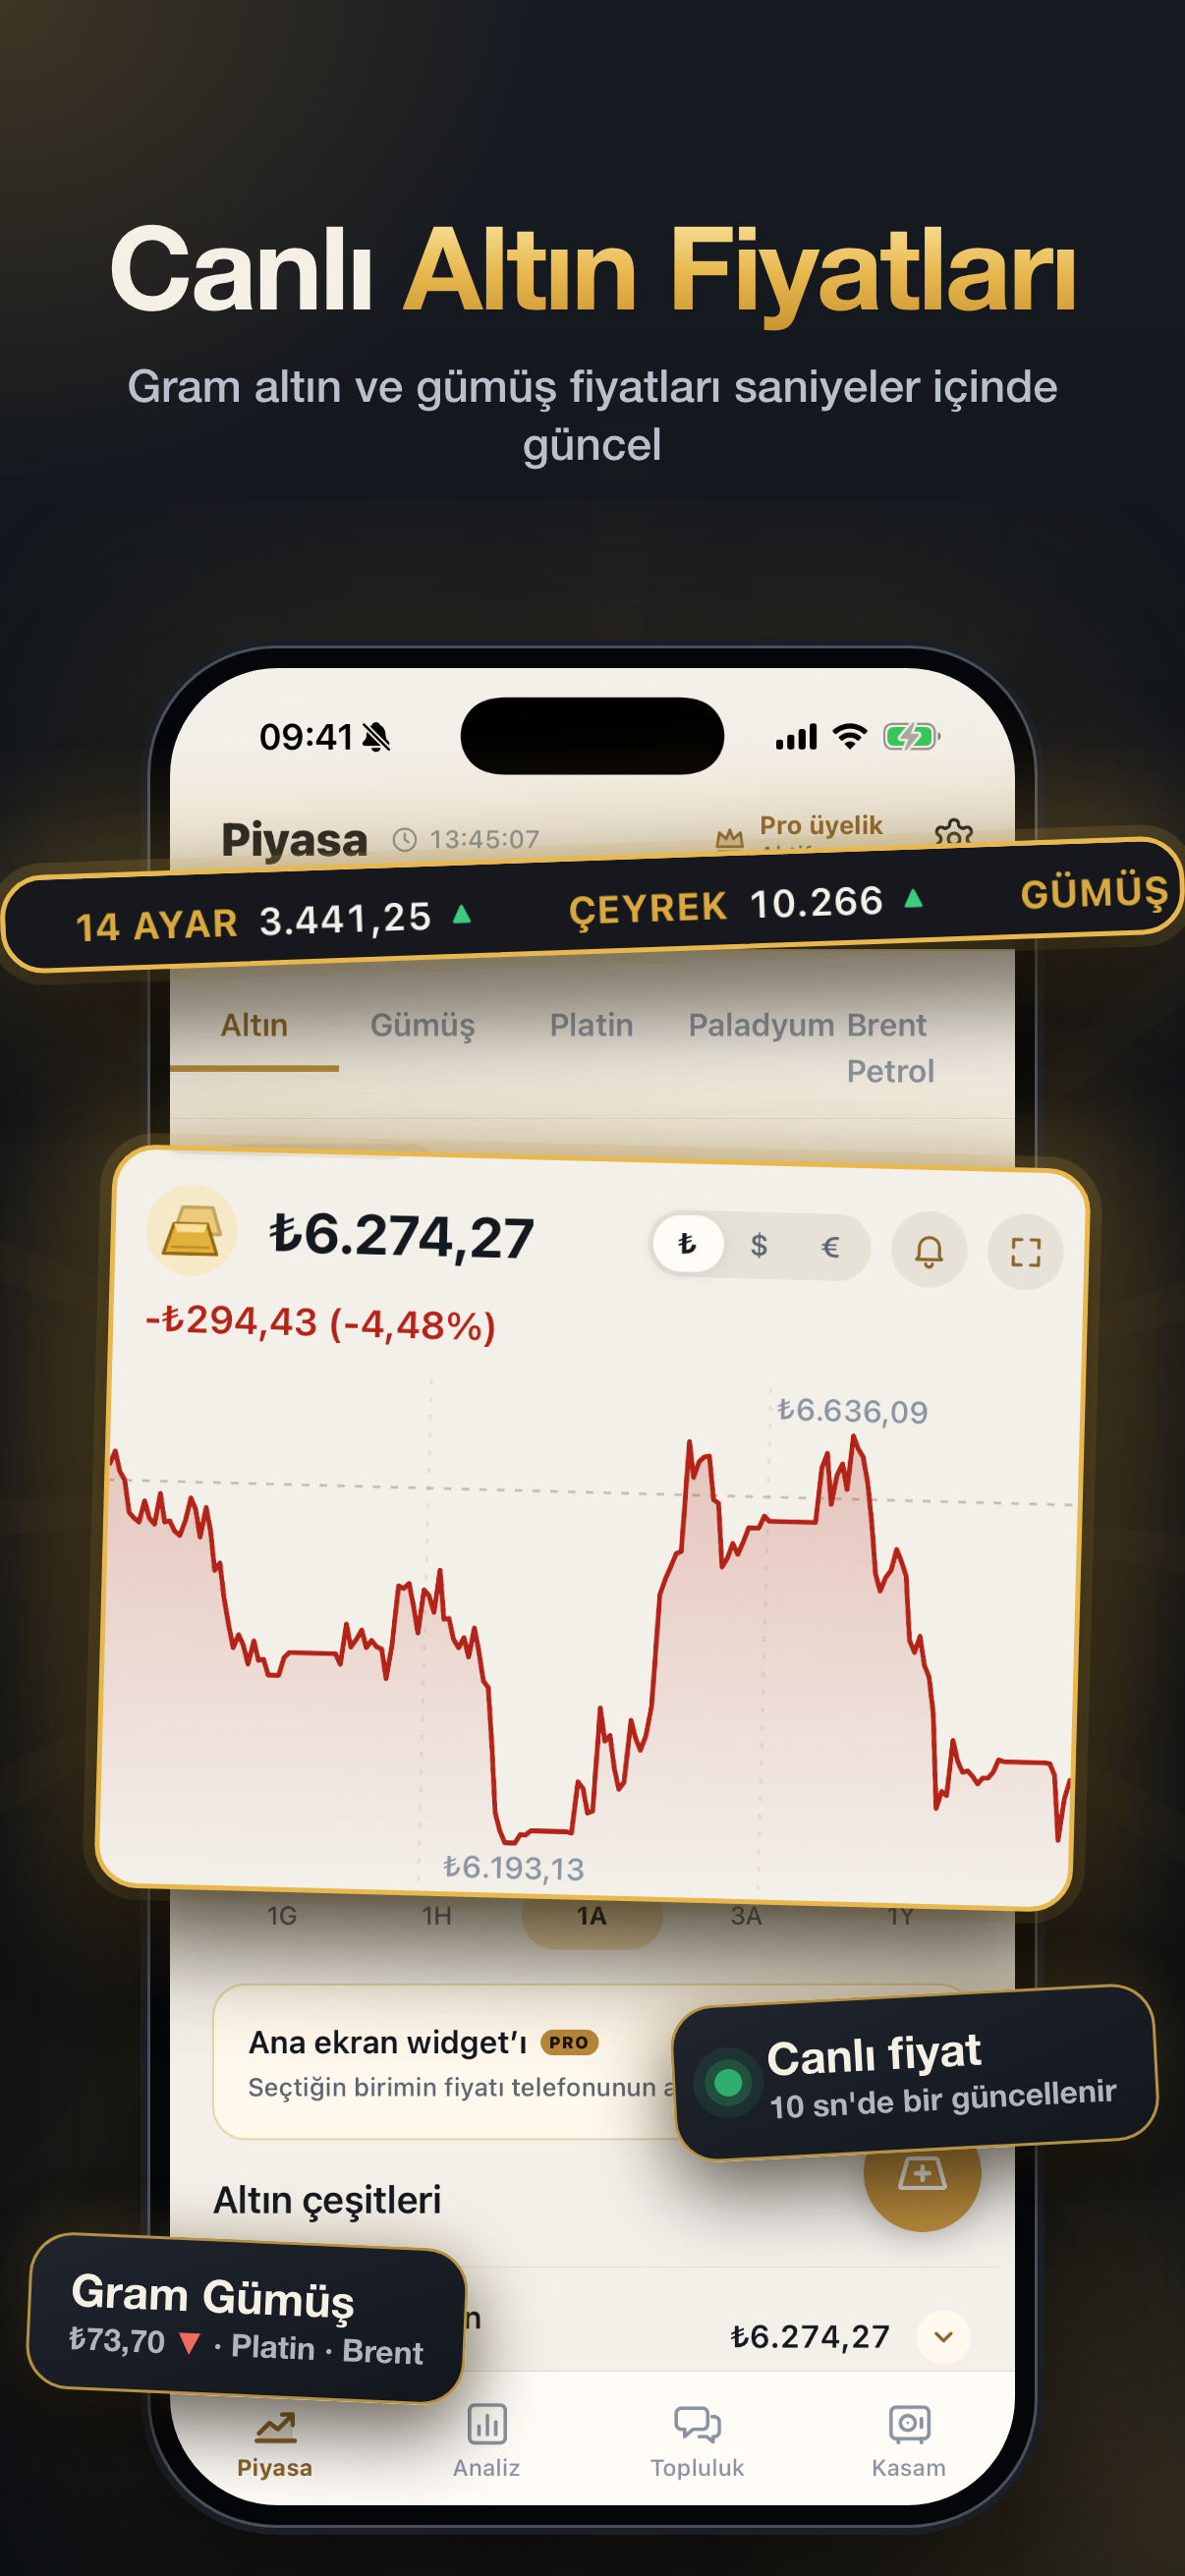 Canlı Altın Fiyatları
Gram altın ve gümüş fiyatları saniyeler içinde
güncel
09:41
Piyasa 13:45:07 Pro üyelik
14 AYAR 3.441,25 ▲ ÇEYREK 10.266 ▲ GÜMÜŞ
Altın Gümüş Platin Paladyum Brent
Petrol
₺6.274,27 ₺ $ €
-₺294,43 (-4,48%)
₺6.636,09
₺6.193,13
1G 1H 1A 3A 1Y
Ana ekran widget’ı PRO
Seçtiğin birimin fiyatı telefonunun
Canlı fiyat
10 sn'de bir güncellenir
Altın çeşitleri
Gram Gümüş
₺73,70 ▼ · Platin · Brent
₺6.274,27
Piyasa Analiz Topluluk Kasam